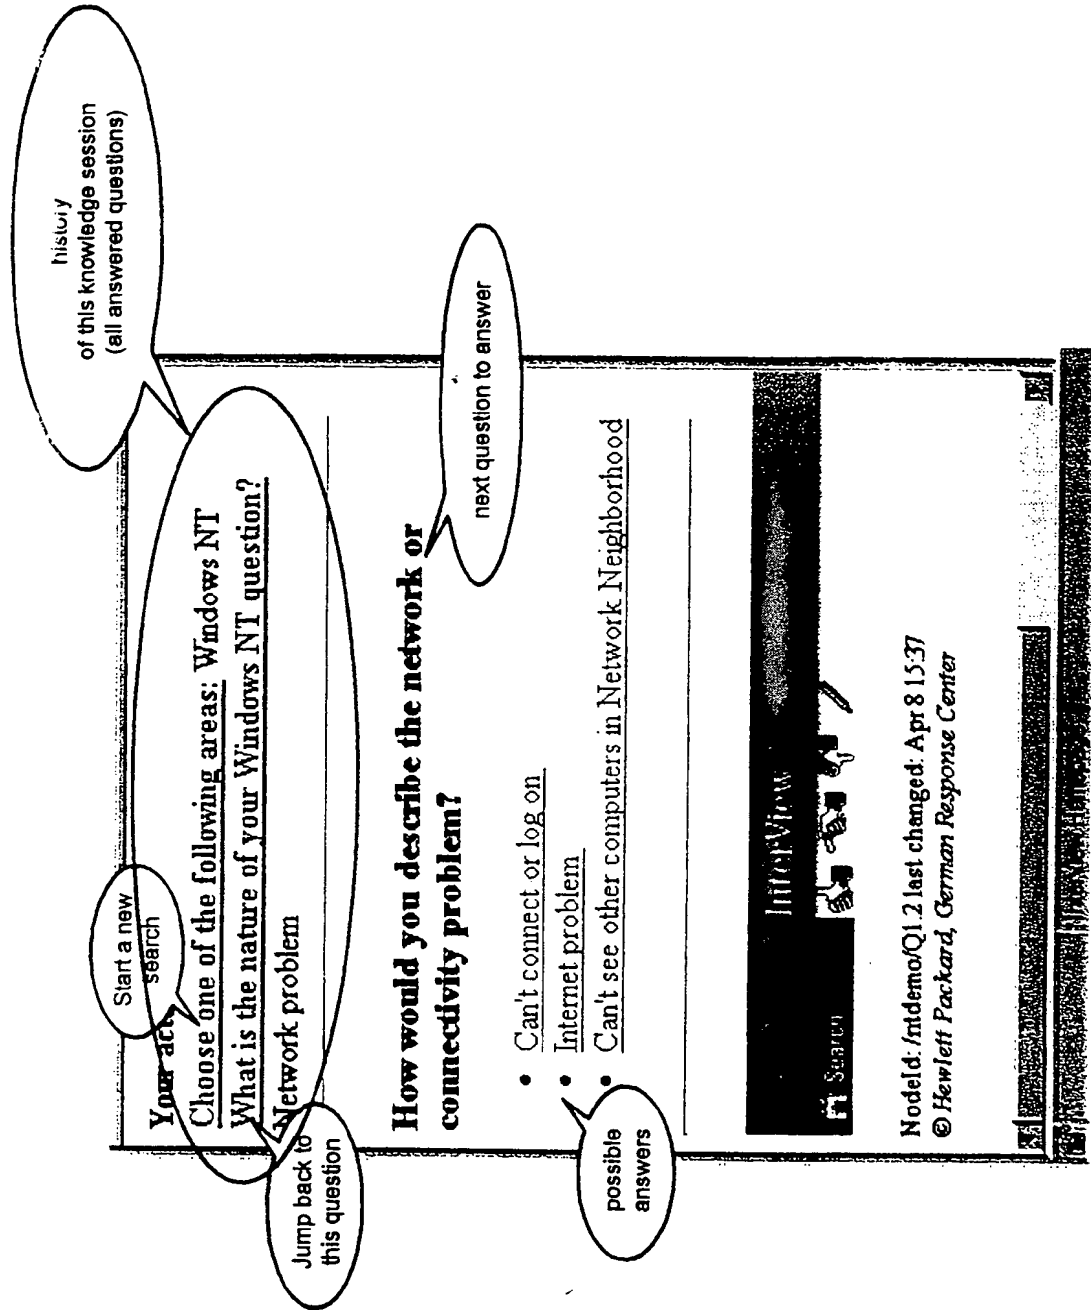 history
of this knowledge session
(all answered questions)
Start a new
search
Your
Choose one of the following areas: Windows NT
What is the nature of your Windows NT question?
Network problem
Jump back to
this question
How would you describe the network or
connectivity problem?
next question to answer
• Can't connect or log on
• Internet problem
• Can't see other computers in Network Neighborhood
possible
answers
InterView
Search
NodeId: /ntdemo/Q1.2 last changed: Apr 8 15:37
© Hewlett Packard, German Response Center